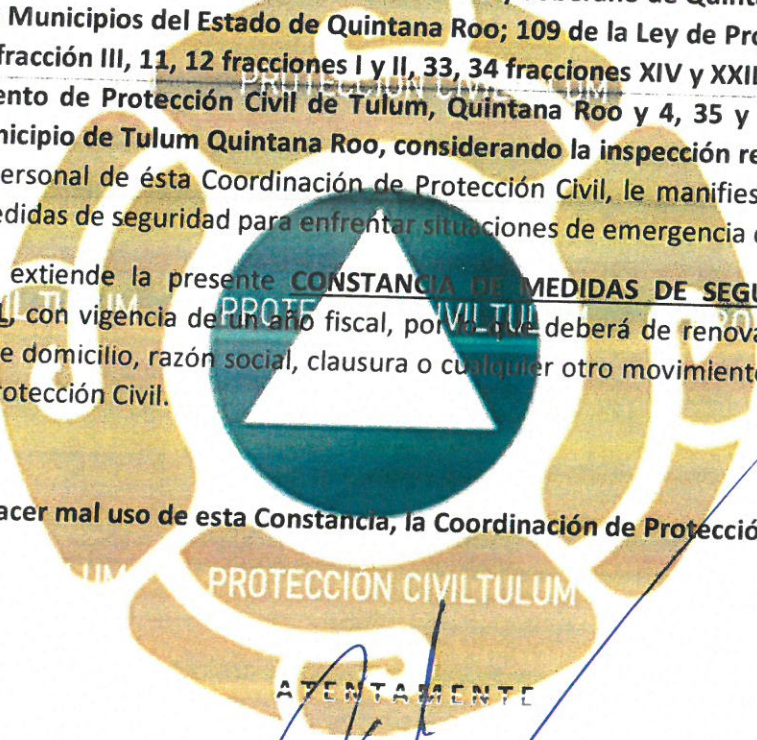 Municipios del Estado de Quintana Roo; 109 de la Ley de Pro
fracción III, 11, 12 fracciones I y II, 33, 34 fracciones XIV y XXII
PROTECCIÓN CIVILTULUM
ento de Protección Civil de Tulum, Quintana Roo y 4, 35 y
nicipio de Tulum Quintana Roo, considerando la inspección re
ersonal de ésta Coordinación de Protección Civil, le manifies
edidas de seguridad para enfrentar situaciones de emergencia
extiende la presente CONSTANCIA DE MEDIDAS DE SEGU
L, con vigencia de un año fiscal, por lo que deberá de renova
e domicilio, razón social, clausura o cualquier otro movimiento
otección Civil.
acer mal uso de esta Constancia, la Coordinación de Protecció
PROTECCIÓN CIVILTULUM
ATENTAMENTE